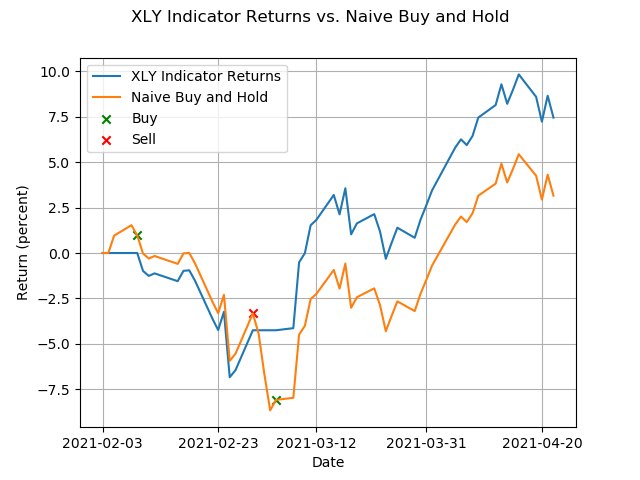 XLY Indicator Returns vs. Naive Buy and Hold
XLY Indicator Returns
Naive Buy and Hold
Buy
Sell
Return (percent)
10.0
7.5
5.0
2.5
0.0
−2.5
−5.0
−7.5
2021-02-03
2021-02-23
2021-03-12
2021-03-31
2021-04-20
Date